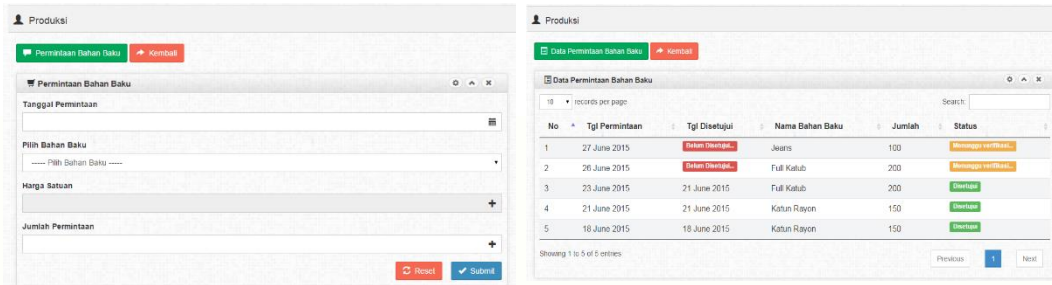 Produksi
Permintaan Bahan Baku Kembali
Permintaan Bahan Baku
Tanggal Permintaan
Pilih Bahan Baku
----- Pilih Bahan Baku -----
Harga Satuan
Jumlah Permintaan
Reset Submit
Produksi
Data Permintaan Bahan Baku Kembali
Data Permintaan Bahan Baku
10 records per page Search:
No Tgl Permintaan Tgl Disetujui Nama Bahan Baku Jumlah Status
1 27 June 2015 Belum Disetujui... Jeans 100 Menunggu verifikasi...
2 26 June 2015 Belum Disetujui... Full Katub 200 Menunggu verifikasi...
3 23 June 2015 21 June 2015 Full Katub 200 Disetujui
4 21 June 2015 21 June 2015 Katun Rayon 150 Disetujui
5 18 June 2015 18 June 2015 Katun Rayon 150 Disetujui
Showing 1 to 5 of 5 entries
Previous 1 Next